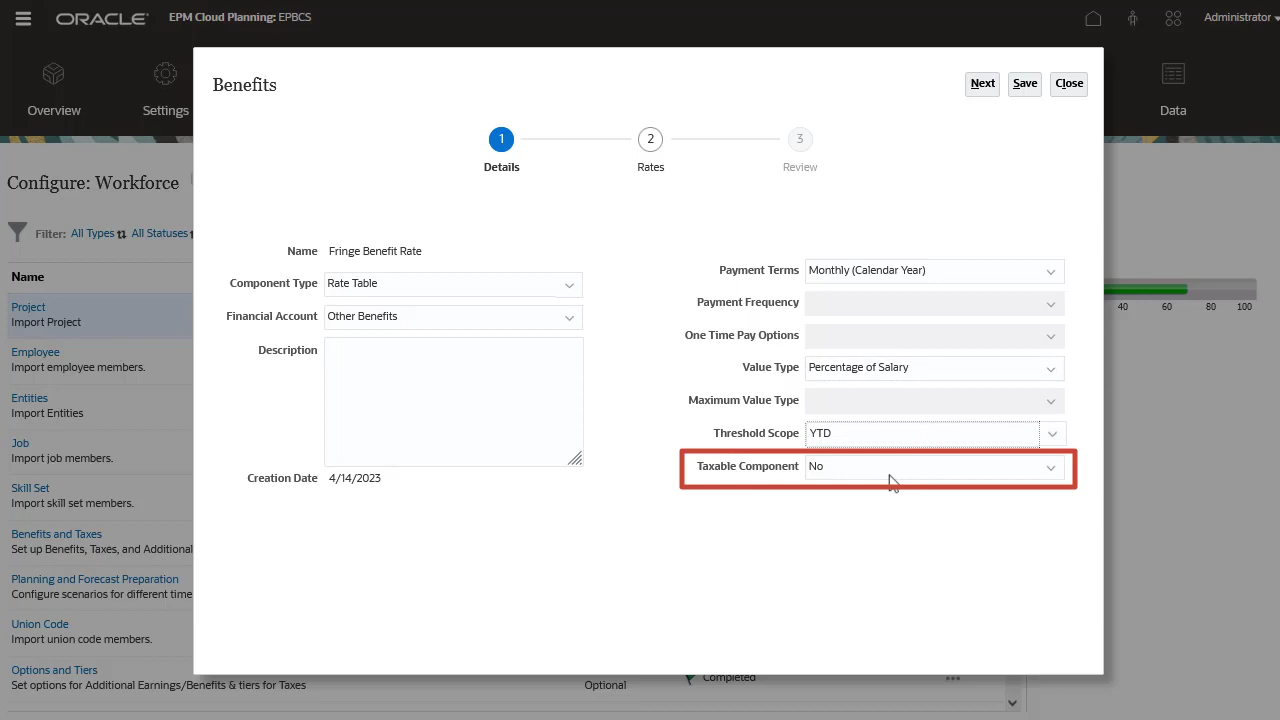 ORACLE® EPM Cloud Planning: EPBCS Administrator
Overview
Settings
Data
Benefits
Next
Save
Close
1
2
3
Details
Rates
Review
Configure: Workforce
Filter: All Types All Statuses
Name
Project
Import Project
Employee
Import employee members.
Entities
Import Entities
Job
Import job members.
Skill Set
Import skill set members.
Benefits and Taxes
Set up Benefits, Taxes, and Additional
Planning and Forecast Preparation
Configure scenarios for different time
Union Code
Import union code members.
Options and Tiers
Set options for Additional Earnings/Benefits & tiers for Taxes
Optional
Completed
Name Fringe Benefit Rate
Component Type Rate Table
Financial Account Other Benefits
Description
Creation Date 4/14/2023
Payment Terms Monthly (Calendar Year)
Payment Frequency
One Time Pay Options
Value Type Percentage of Salary
Maximum Value Type
Threshold Scope YTD
Taxable Component No
40 60 80 100